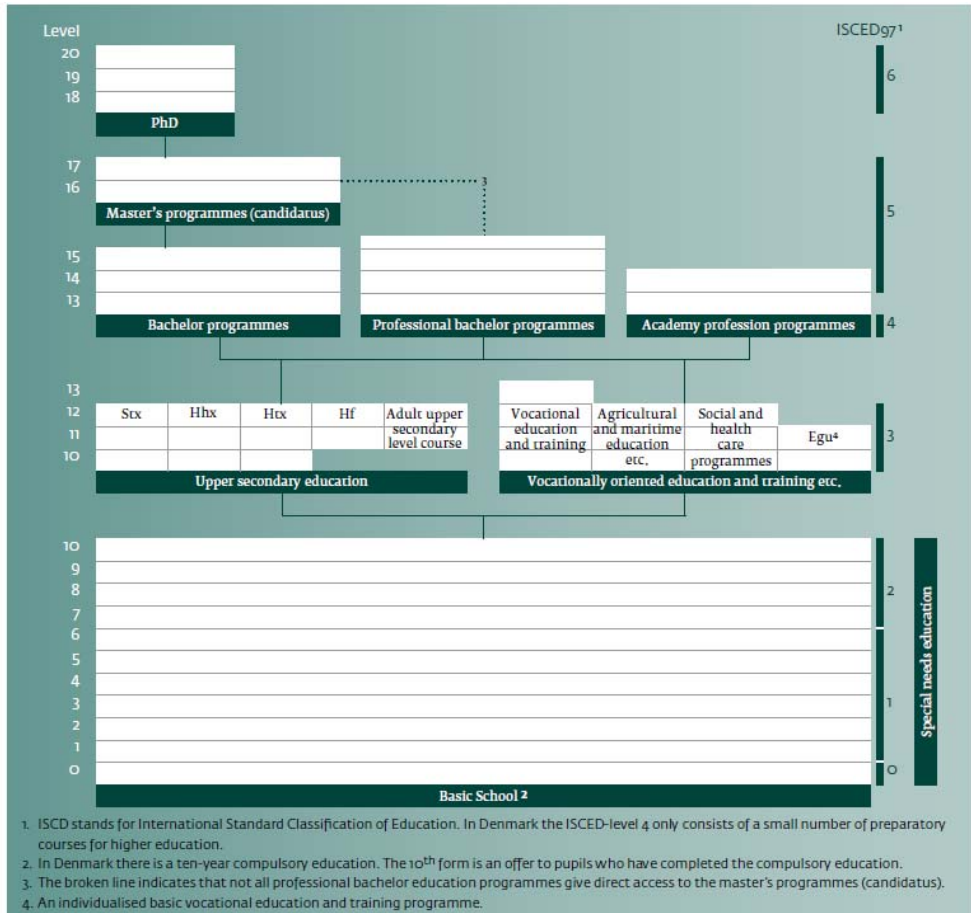 Level
ISCED97¹
20
19
18
6
PhD
17
16
3
Master's programmes (candidatus)
5
15
14
13
Bachelor programmes
Professional bachelor programmes
Academy profession programmes
4
13
12
11
10
Stx
Hhx
Htx
Hf
Adult upper
secondary
level course
Vocational
education
and training
Agricultural
and maritime
education
etc.
Social and
health
care
programmes
Egu⁴
3
Upper secondary education
Vocationally oriented education and training etc.
10
9
8
7
6
5
4
3
2
1
0
2
1
0
Special needs education
Basic School ²
1. ISCD stands for International Standard Classification of Education. In Denmark the ISCED-level 4 only consists of a small number of preparatory
courses for higher education.
2. In Denmark there is a ten-year compulsory education. The 10th form is an offer to pupils who have completed the compulsory education.
3. The broken line indicates that not all professional bachelor education programmes give direct access to the master's programmes (candidatus).
4. An individualised basic vocational education and training programme.